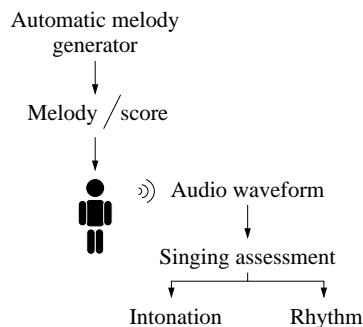 Automatic melody
generator
Melody / score
Audio waveform
Singing assessment
Intonation Rhythm